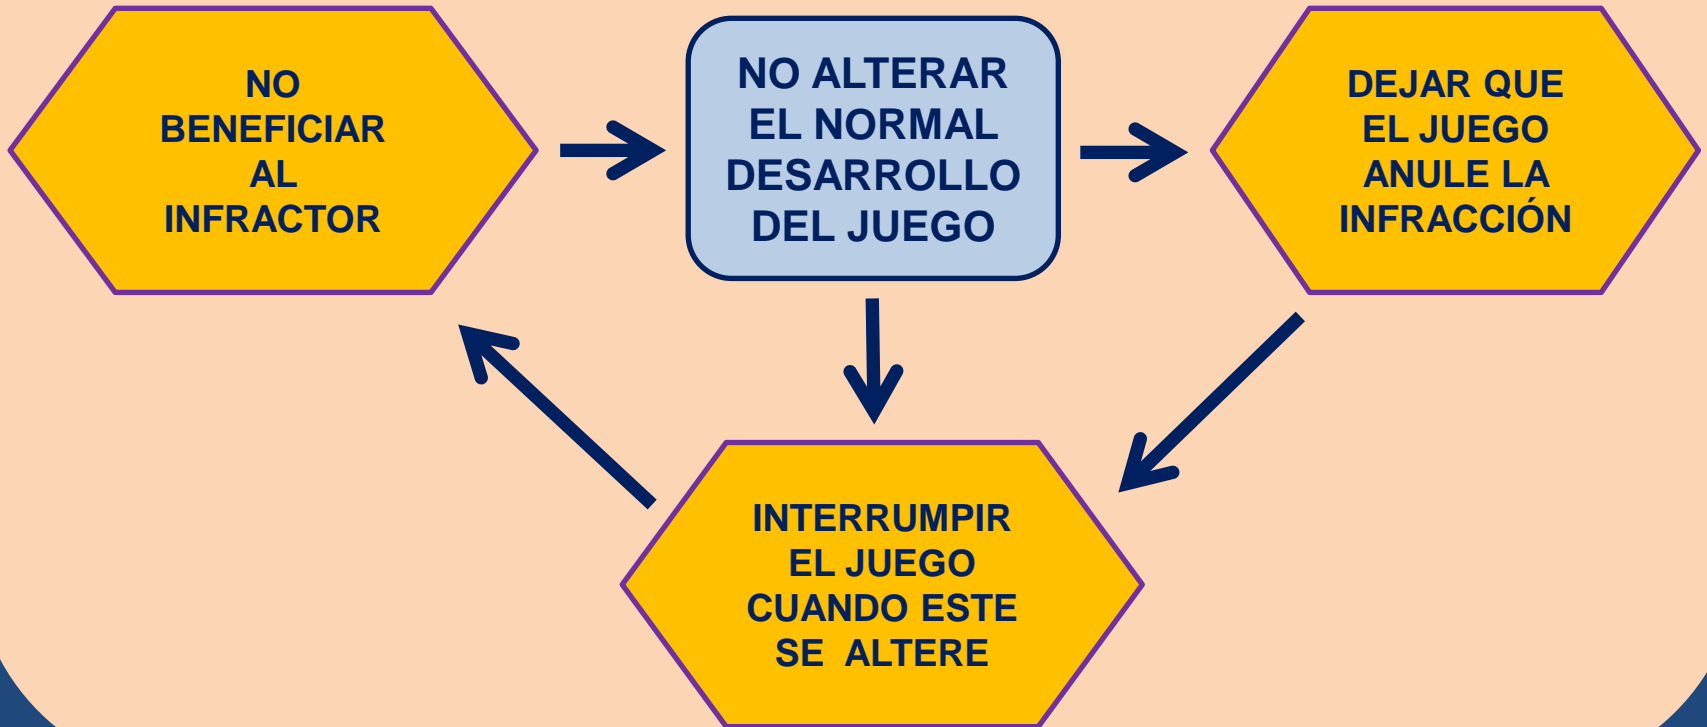 NO
BENEFICIAR
AL
INFRACTOR
NO ALTERAR
EL NORMAL
DESARROLLO
DEL JUEGO
DEJAR QUE
EL JUEGO
ANULE LA
INFRACCIÓN
INTERRUMPIR
EL JUEGO
CUANDO ESTE
SE ALTERE